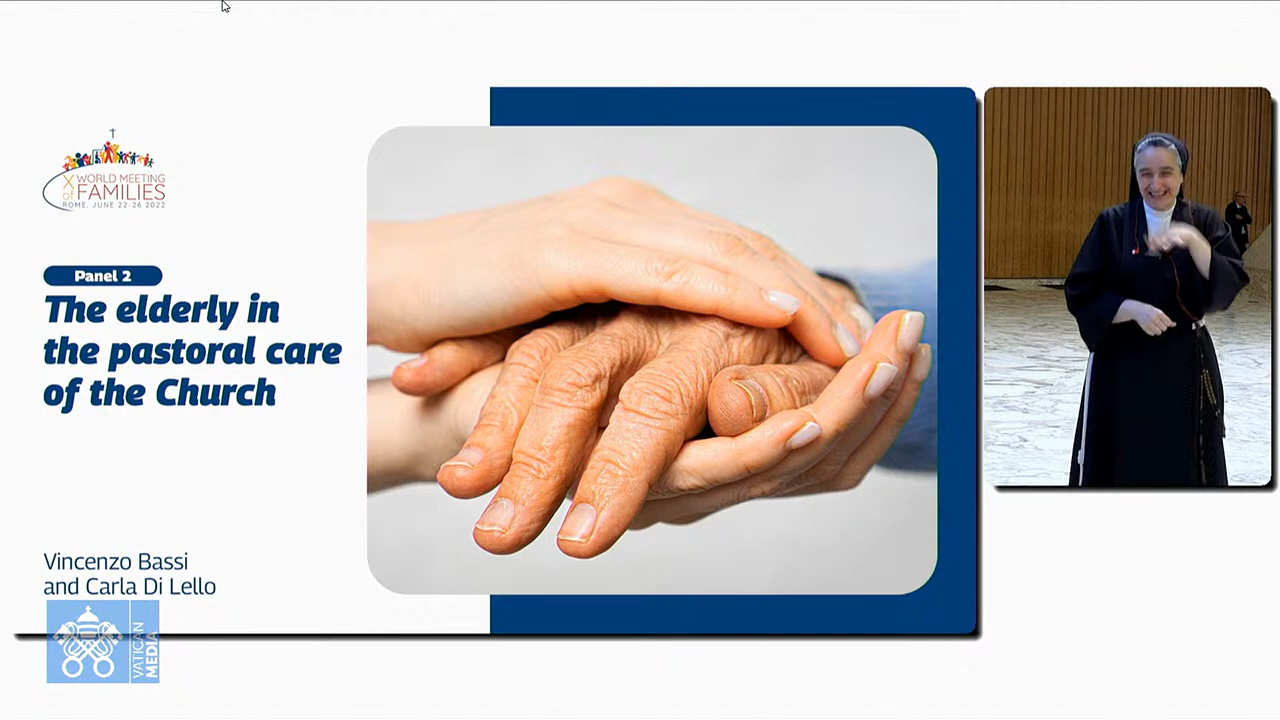 X WORLD MEETING
of FAMILIES
ROME, JUNE 22-26 2022
Panel 2
The elderly in
the pastoral care
of the Church
Vincenzo Bassi
and Carla Di Lello
VATICAN
MEDIA